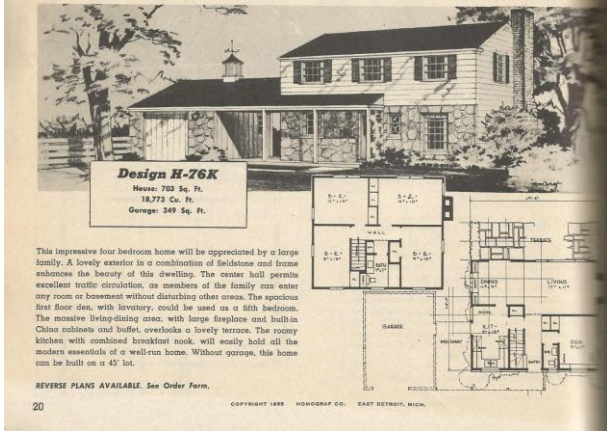 Design H-76K
House: 703 Sq. Ft.
18,773 Cu. Ft.
Garage: 349 Sq. Ft.
This impressive four bedroom home will be appreciated by a large
family. A lovely exterior in a combination of fieldstone and frame
enhances the beauty of this dwelling. The center hall permits
excellent traffic circulation, as members of the family can enter
any room or basement without disturbing other areas. The spacious
first floor den, with lavatory, could be used as a fifth bedroom.
The massive living-dining area, with large fireplace and built-in
China cabinets and buffet, overlooks a lovely terrace. The roomy
kitchen with combined breakfast nook, will easily hold all the
modern essentials of a well-run home. Without garage, this home
can be built on a 45' lot.
REVERSE PLANS AVAILABLE. See Order Form.
B-R-
B-R-
HALL
B-R-
BATH
B-R-
TERRACE
DINING
LIVING
GARAGE
KIT-
DEN
20
COPYRIGHT 1955 HOMOGRAF CO. EAST DETROIT, MICH.